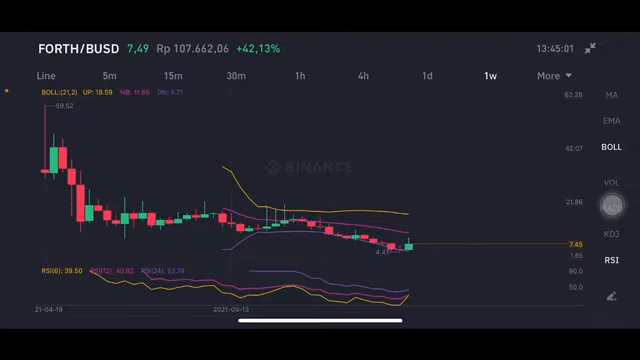 FORTH/BUSD 7,49 Rp 107.662,06 +42,13% 13:45:01
Line 5m 15m 30m 1h 4h 1d 1w More
BOLL:(21,2) UP: 18.59 MB: 11.65 DN: 4.71
62.28
MA
59.52
EMA
42.07
BOLL
BINANCE
VOL
21.86
MACD
KDJ
7.45
4.41
1.65
RSI
RSI(6): 39.50 RSI(12): 40.82 RSI(24): 53.74
90.0
50.0
21-04-19 2021-09-13